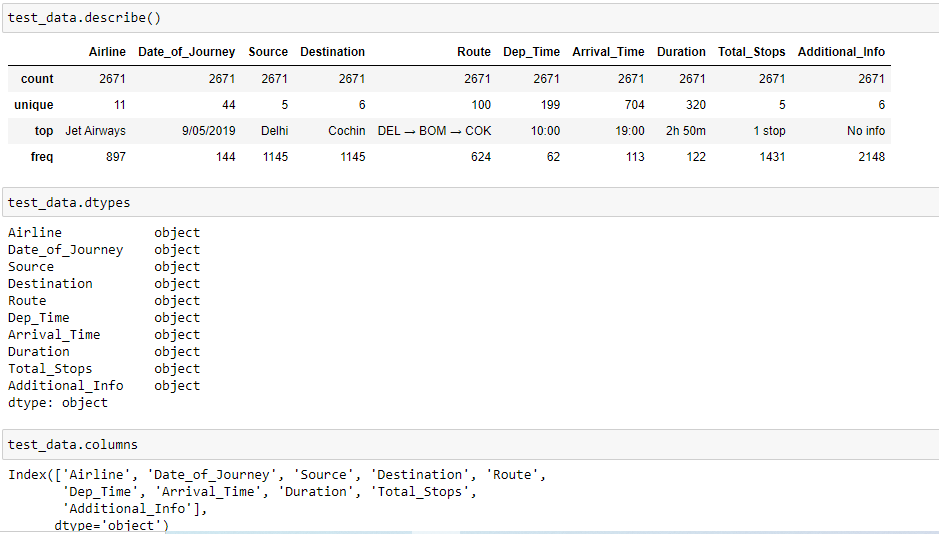 test_data.describe()
Airline Date_of_Journey Source Destination Route Dep_Time Arrival_Time Duration Total_Stops Additional_Info
count 2671 2671 2671 2671 2671 2671 2671 2671 2671 2671
unique 11 44 5 6 100 199 704 320 5 6
top Jet Airways 9/05/2019 Delhi Cochin DEL → BOM → COK 10:00 19:00 2h 50m 1 stop No info
freq 897 144 1145 1145 624 62 113 122 1431 2148
test_data.dtypes
Airline object
Date_of_Journey object
Source object
Destination object
Route object
Dep_Time object
Arrival_Time object
Duration object
Total_Stops object
Additional_Info object
dtype: object
test_data.columns
Index(['Airline', 'Date_of_Journey', 'Source', 'Destination', 'Route',
'Dep_Time', 'Arrival_Time', 'Duration', 'Total_Stops',
'Additional_Info'],
dtype='object')